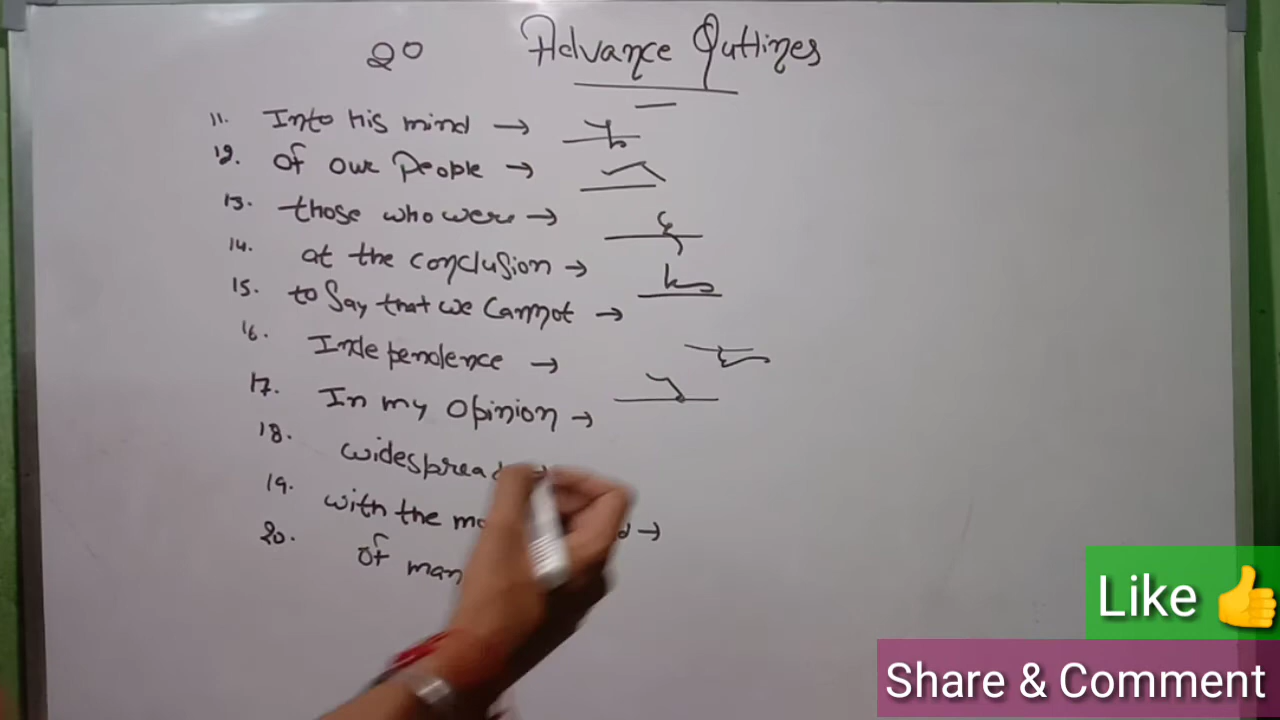 20 Advance Outlines
11. Into his mind →
12. of our People →
13. those who were →
14. at the conclusion →
15. to Say that we Cannot →
16. Independence →
17. In my Opinion →
18. widespread →
19. with the →
20. of
Like 👍
Share & Comment